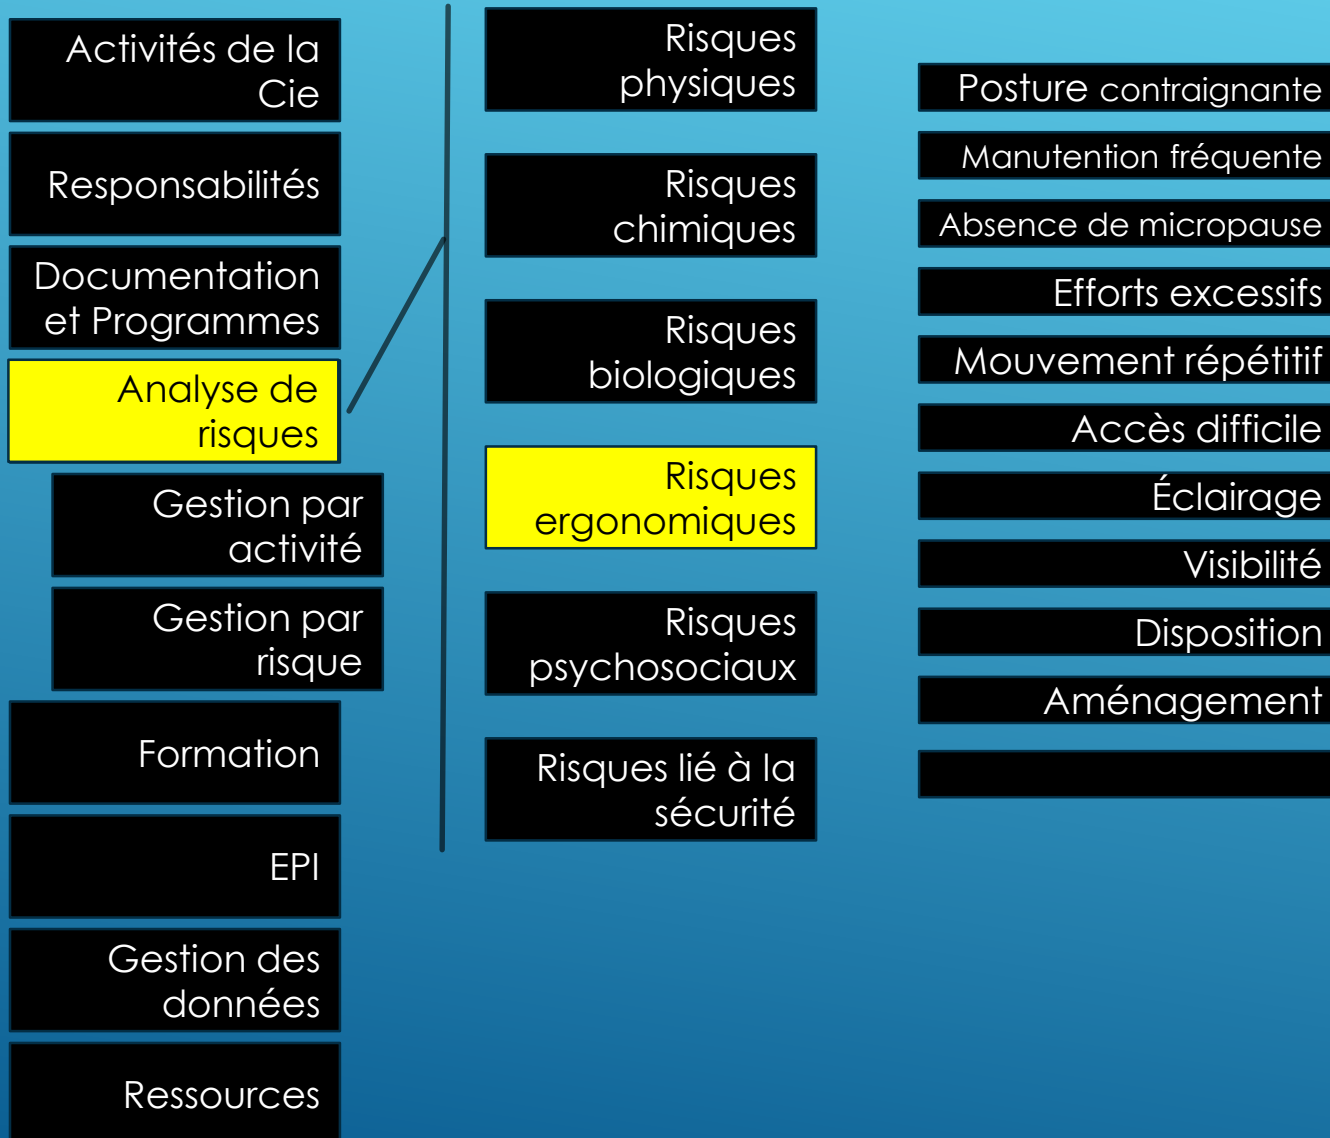 Activités de la
Cie
Responsabilités
Documentation
et Programmes
Analyse de
risques
Gestion par
activité
Gestion par
risque
Formation
EPI
Gestion des
données
Ressources
Risques
physiques
Risques
chimiques
Risques
biologiques
Risques
ergonomiques
Risques
psychosociaux
Risques lié à la
sécurité
Posture contraignante
Manutention fréquente
Absence de micropause
Efforts excessifs
Mouvement répétitif
Accès difficile
Éclairage
Visibilité
Disposition
Aménagement